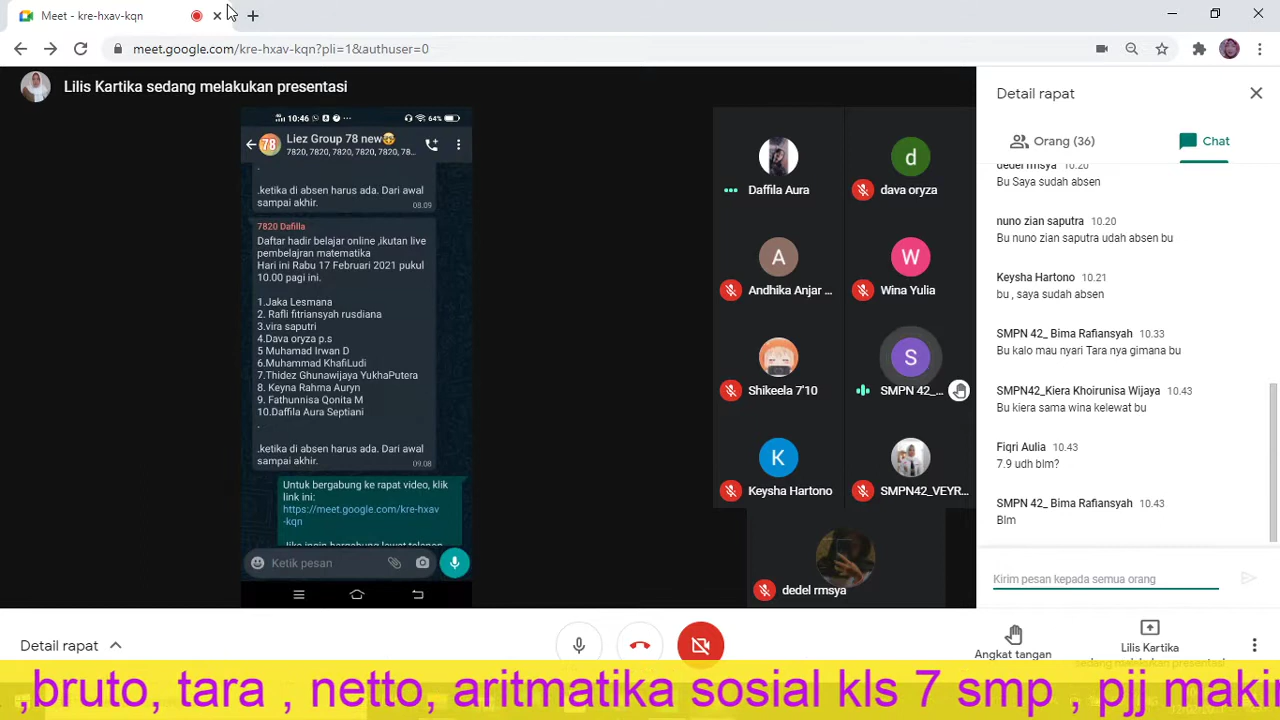 Meet - kre-hxav-kqn
meet.google.com/kre-hxav-kqn?pli=1&authuser=0
Lilis Kartika sedang melakukan presentasi
10:46
64%
78
Liez Group 78 new
7820, 7820, 7820, 7820, 7820, 78...
.ketika di absen harus ada. Dari awal
sampai akhir.
08.09
7820 Dafilla
Daftar hadir belajar online ,ikutan live
pembelajran matematika
Hari ini Rabu 17 Februari 2021 pukul
10.00 pagi ini.
1.Jaka Lesmana
2. Rafli fitriansyah rusdiana
3.vira saputri
4.Dava oryza p.s
5 Muhamad Irwan D
6.Muhammad KhafiLudi
7.Thidez Ghunawijaya YukhaPutera
8. Keyna Rahma Auryn
9. Fathunnisa Qonita M
10.Daffila Aura Septiani
.
.ketika di absen harus ada. Dari awal
sampai akhir.
09.08
Untuk bergabung ke rapat video, klik
link ini:
https://meet.google.com/kre-hxav
-kqn
Ketik pesan
Daffila Aura
d
dava oryza
A
Andhika Anjar ...
W
Wina Yulia
Shikeela 7'10
S
SMPN 42_...
K
Keysha Hartono
SMPN42_VEYR...
dedel rmsya
Detail rapat
Orang (36)
Chat
dedel rmsya 10.20
Bu Saya sudah absen
nuno zian saputra 10.20
Bu nuno zian saputra udah absen bu
Keysha Hartono 10.21
bu , saya sudah absen
SMPN 42_ Bima Rafiansyah 10.33
Bu kalo mau nyari Tara nya gimana bu
SMPN42_Kiera Khoirunisa Wijaya 10.43
Bu kiera sama wina kelewat bu
Fiqri Aulia 10.43
7.9 udh blm?
SMPN 42_ Bima Rafiansyah 10.43
Blm
Kirim pesan kepada semua orang
Detail rapat
Angkat tangan
Lilis Kartika
sedang melakukan presentasi
,bruto, tara , netto, aritmatika sosial kls 7 smp , pjj makin